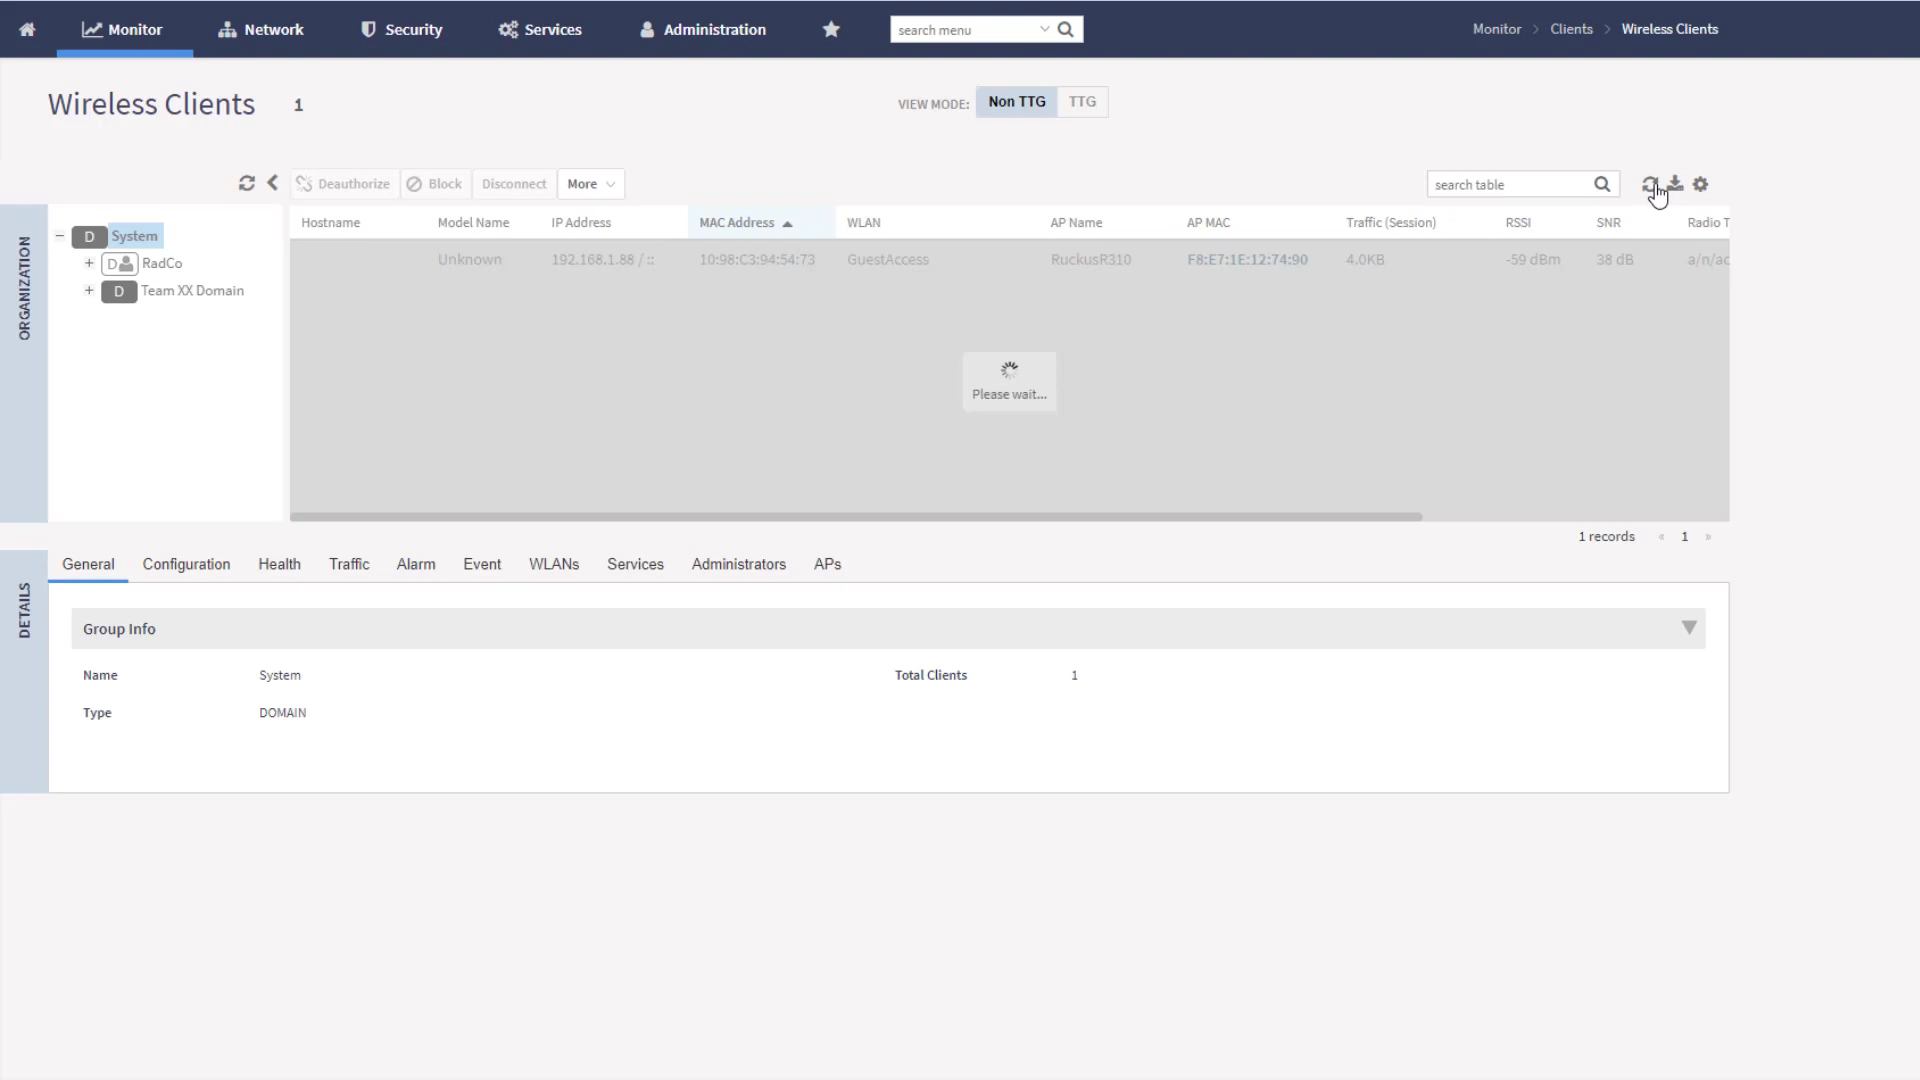 Monitor
Network
Security
Services
Administration
search menu
Monitor > Clients > Wireless Clients
Wireless Clients 1
VIEW MODE: Non TTG TTG
Deauthorize Block Disconnect More
search table
ORGANIZATION
D System
D RadCo
D Team XX Domain
Hostname Model Name IP Address MAC Address WLAN AP Name AP MAC Traffic (Session) RSSI SNR Radio T
Unknown 192.168.1.88 / :: 10:98:C3:94:54:73 GuestAccess RuckusR310 F8:E7:1E:12:74:90 4.0KB -59 dBm 38 dB a/n/ac
Please wait...
1 records « 1 »
DETAILS
General Configuration Health Traffic Alarm Event WLANs Services Administrators APs
Group Info
Name System Total Clients 1
Type DOMAIN